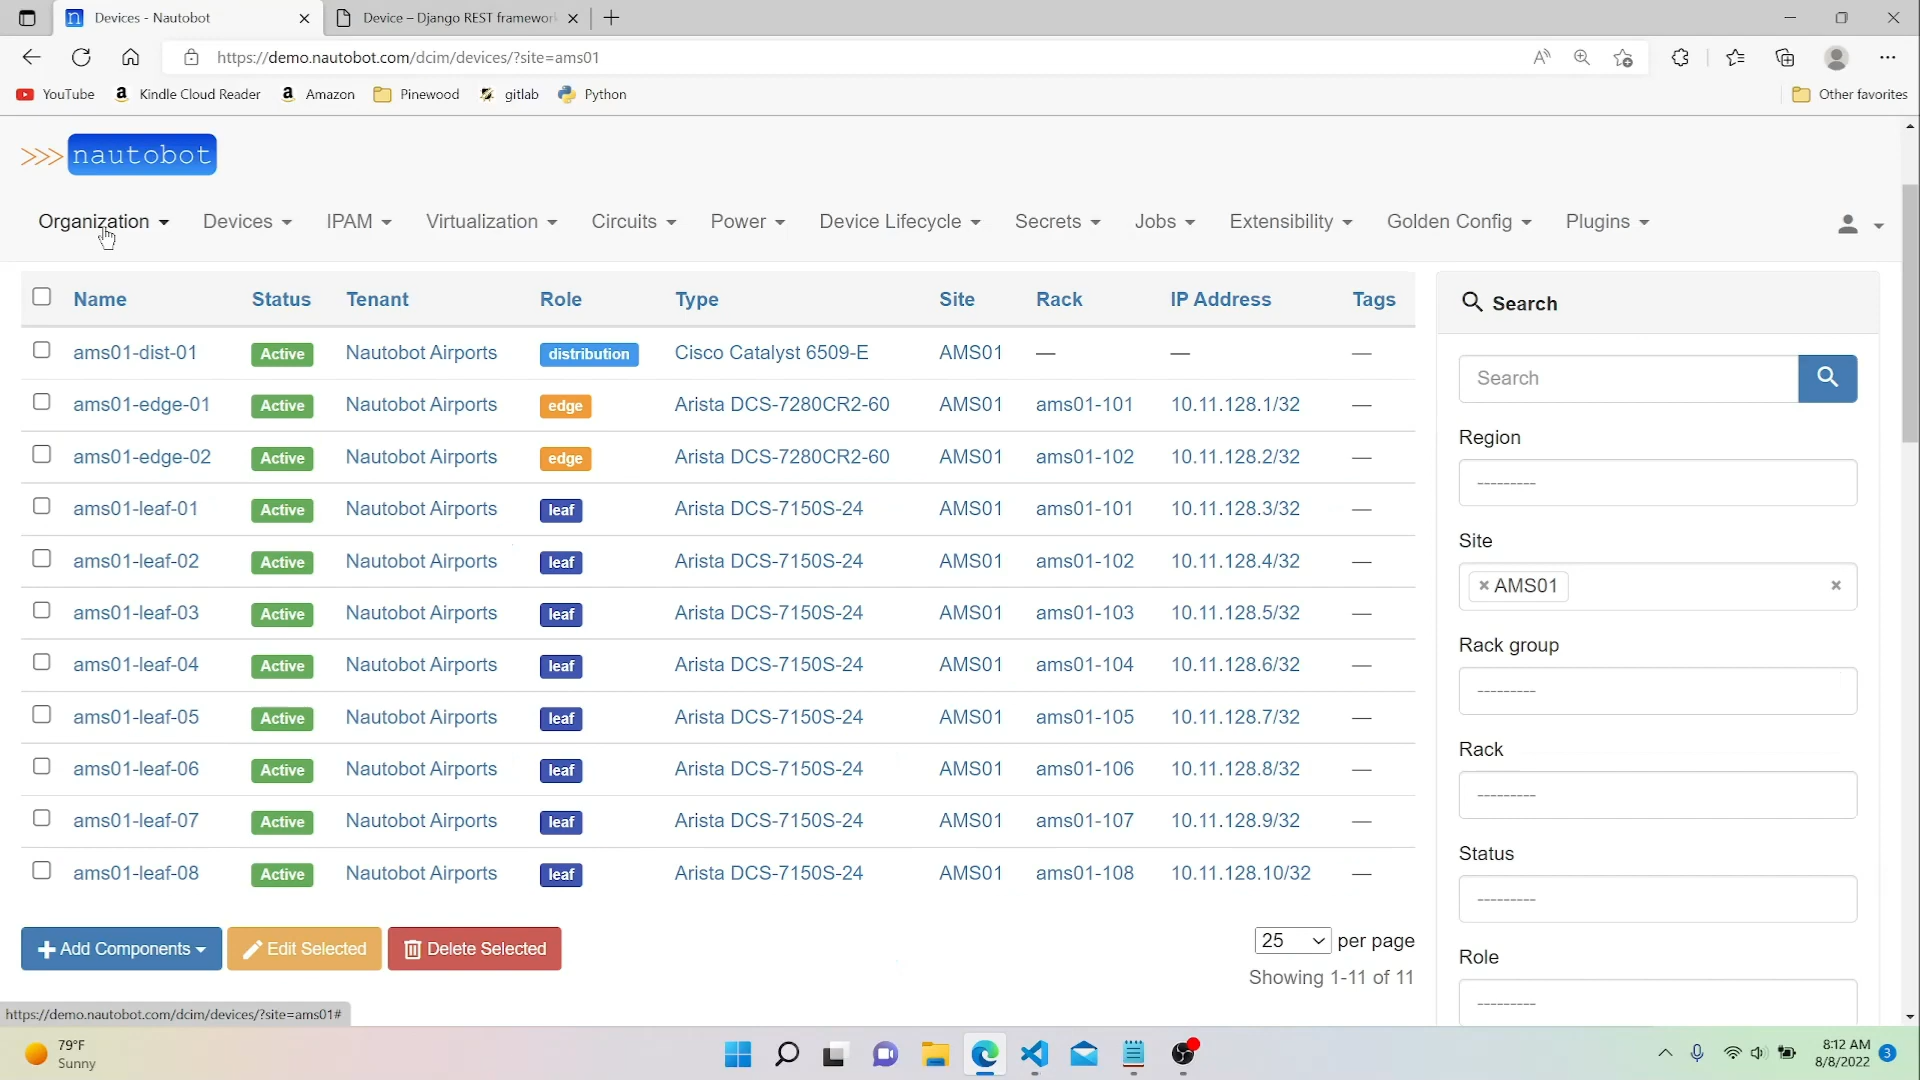 Devices - Nautobot
Device – Django REST framewor
https://demo.nautobot.com/dcim/devices/?site=ams01
YouTube Kindle Cloud Reader Amazon Pinewood gitlab Python Other favorites
>>> nautobot
Organization Devices IPAM Virtualization Circuits Power Device Lifecycle Secrets Jobs Extensibility Golden Config Plugins
Name Status Tenant Role Type Site Rack IP Address Tags
ams01-dist-01 Active Nautobot Airports distribution Cisco Catalyst 6509-E AMS01 — — —
ams01-edge-01 Active Nautobot Airports edge Arista DCS-7280CR2-60 AMS01 ams01-101 10.11.128.1/32 —
ams01-edge-02 Active Nautobot Airports edge Arista DCS-7280CR2-60 AMS01 ams01-102 10.11.128.2/32 —
ams01-leaf-01 Active Nautobot Airports leaf Arista DCS-7150S-24 AMS01 ams01-101 10.11.128.3/32 —
ams01-leaf-02 Active Nautobot Airports leaf Arista DCS-7150S-24 AMS01 ams01-102 10.11.128.4/32 —
ams01-leaf-03 Active Nautobot Airports leaf Arista DCS-7150S-24 AMS01 ams01-103 10.11.128.5/32 —
ams01-leaf-04 Active Nautobot Airports leaf Arista DCS-7150S-24 AMS01 ams01-104 10.11.128.6/32 —
ams01-leaf-05 Active Nautobot Airports leaf Arista DCS-7150S-24 AMS01 ams01-105 10.11.128.7/32 —
ams01-leaf-06 Active Nautobot Airports leaf Arista DCS-7150S-24 AMS01 ams01-106 10.11.128.8/32 —
ams01-leaf-07 Active Nautobot Airports leaf Arista DCS-7150S-24 AMS01 ams01-107 10.11.128.9/32 —
ams01-leaf-08 Active Nautobot Airports leaf Arista DCS-7150S-24 AMS01 ams01-108 10.11.128.10/32 —
Add Components Edit Selected Delete Selected
25 per page
Showing 1-11 of 11
Search
Search
Region
---------
Site
× AMS01 ×
Rack group
---------
Rack
---------
Status
---------
Role
---------
https://demo.nautobot.com/dcim/devices/?site=ams01#
79°F
Sunny
8:12 AM
8/8/2022
3